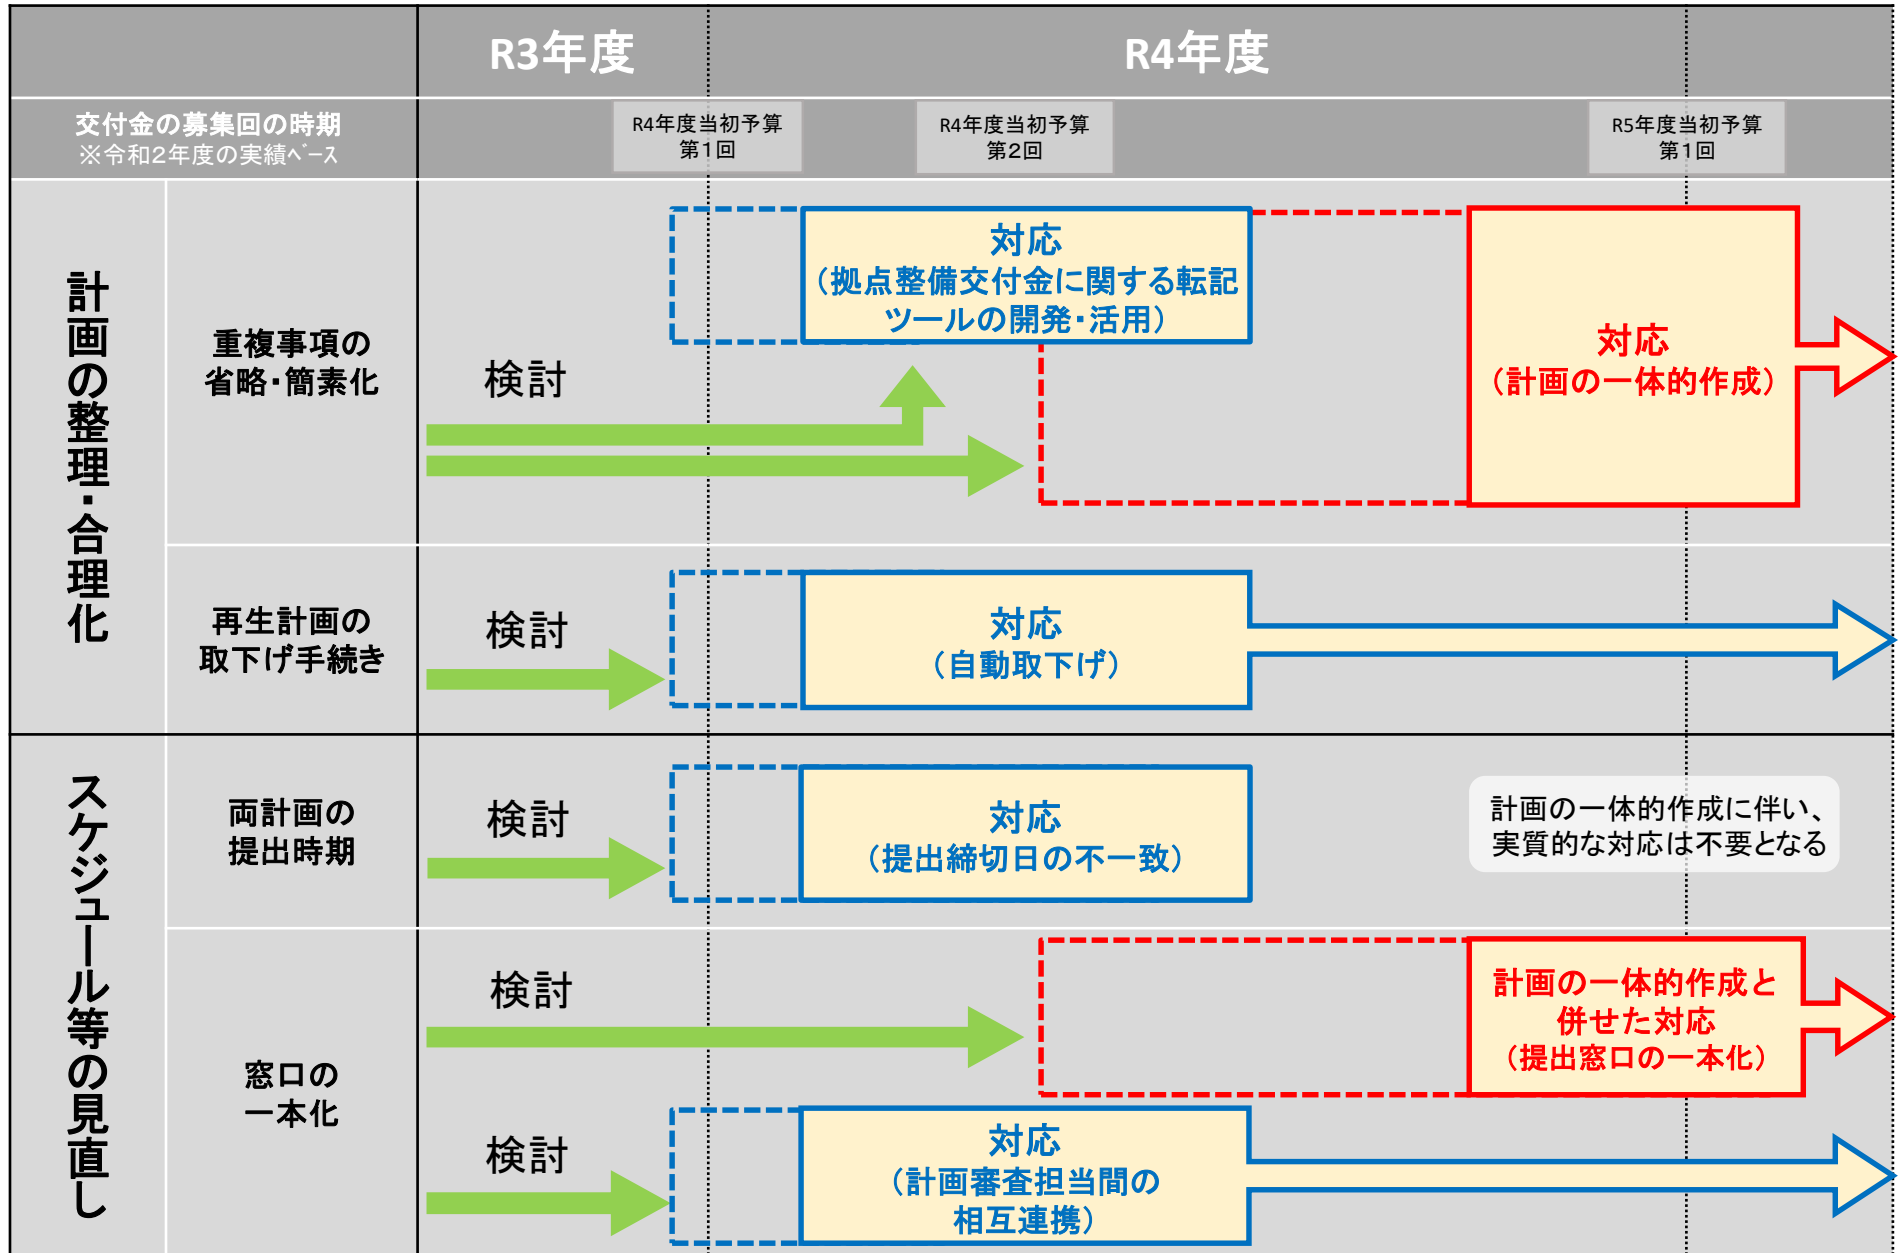 R3年度
R4年度
交付金の募集回の時期
※令和2年度の実績ベース
R4年度当初予算
第1回
R4年度当初予算
第2回
R5年度当初予算
第1回
計画の整理・合理化
重複事項の
省略・簡素化
検討
対応
（拠点整備交付金に関する転記
ツールの開発・活用）
対応
（計画の一体的作成）
再生計画の
取下げ手続き
検討
対応
（自動取下げ）
スケジュール等の見直し
両計画の
提出時期
検討
対応
（提出締切日の不一致）
計画の一体的作成に伴い、
実質的な対応は不要となる
窓口の
一本化
検討
計画の一体的作成と
併せた対応
（提出窓口の一本化）
検討
対応
（計画審査担当間の
相互連携）